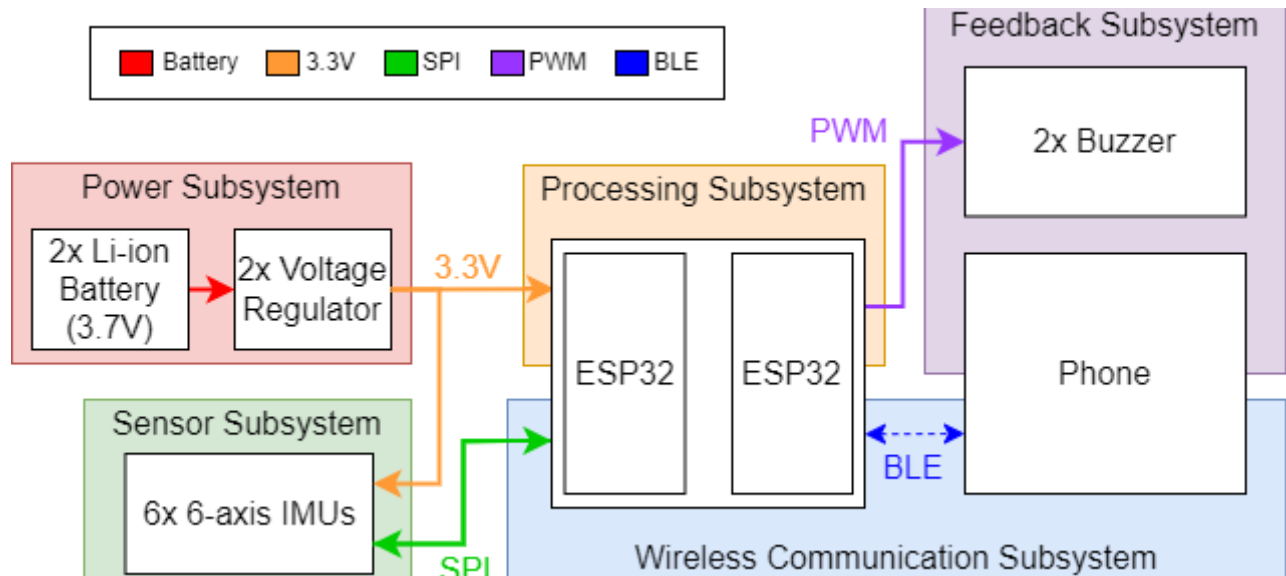 Feedback Subsystem
Battery
3.3V
SPI
PWM
BLE
PWM
2x Buzzer
Power Subsystem
Processing Subsystem
2x Li-ion
Battery
(3.7V)
2x Voltage
Regulator
3.3V
ESP32
ESP32
Phone
Sensor Subsystem
BLE
6x 6-axis IMUs
SPI
Wireless Communication Subsystem